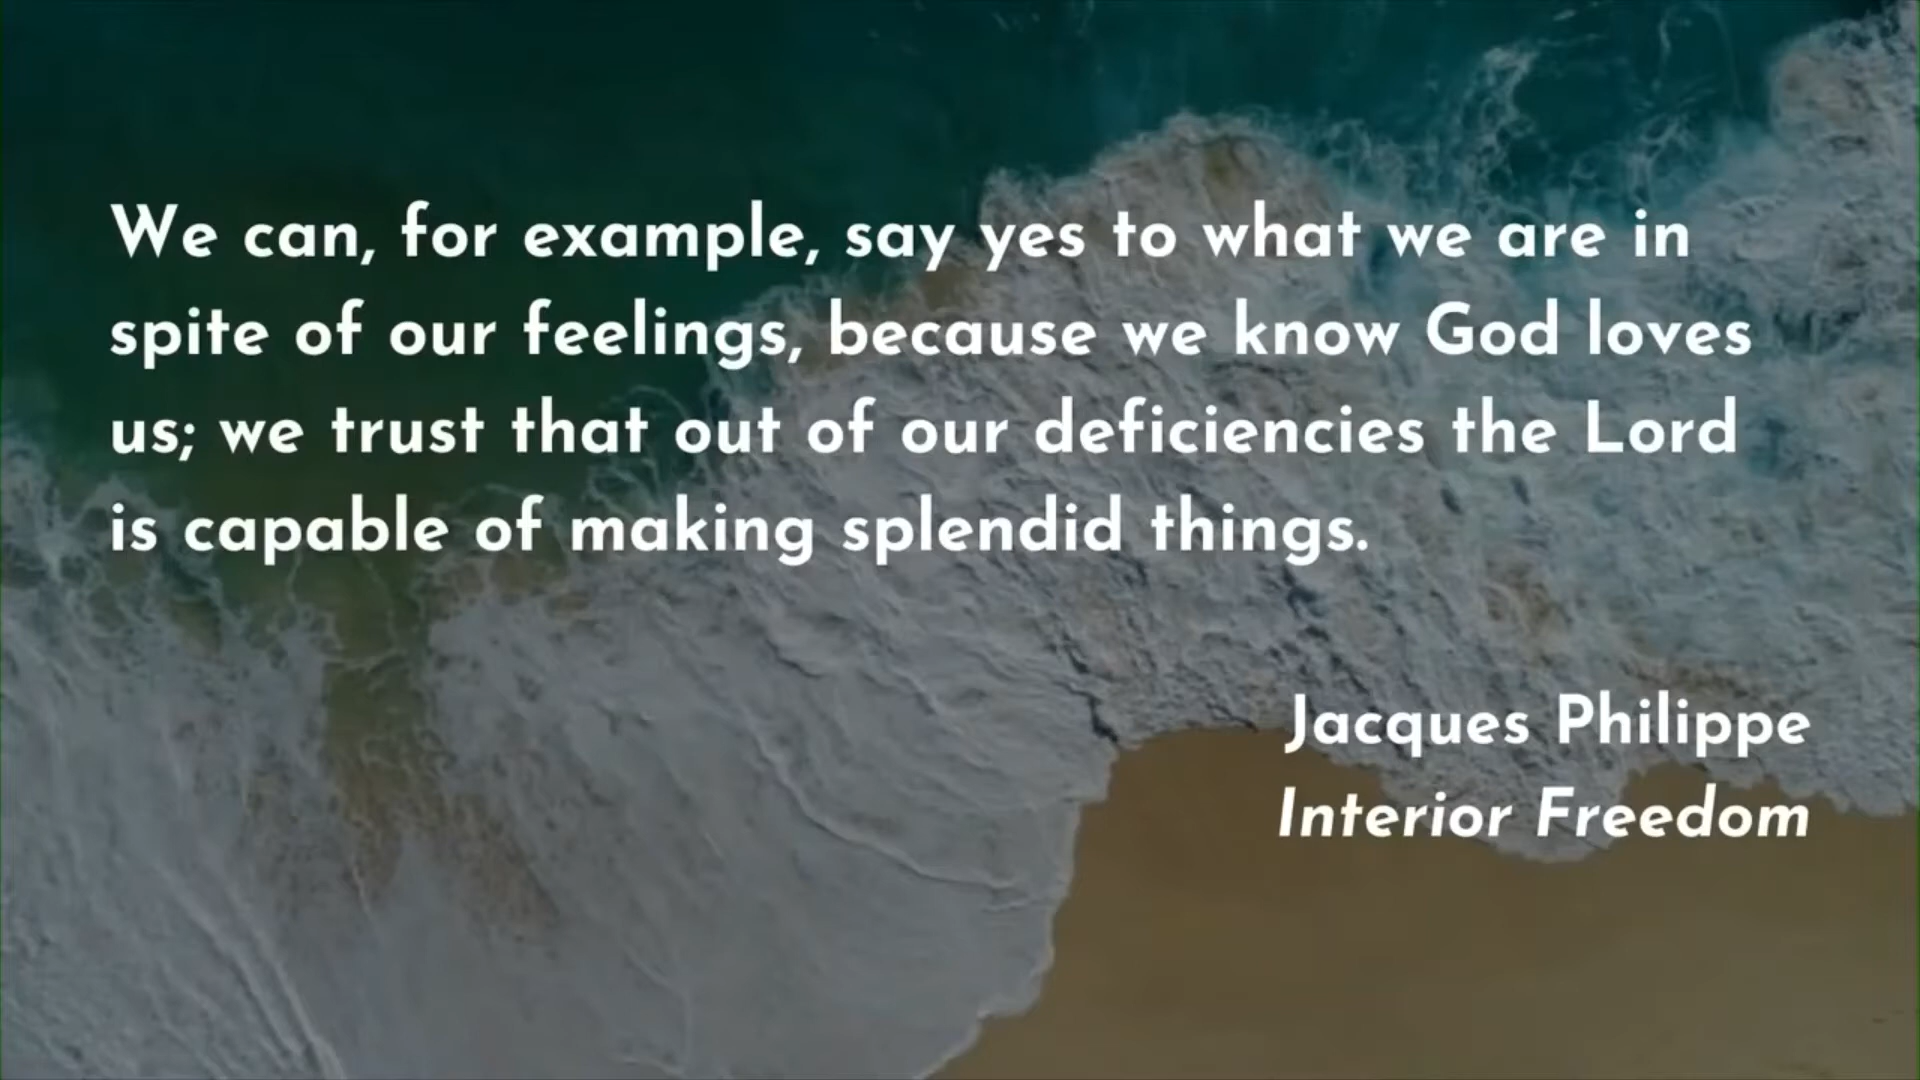 We can, for example, say yes to what we are in
spite of our feelings, because we know God loves
us; we trust that out of our deficiencies the Lord
is capable of making splendid things.
Jacques Philippe
Interior Freedom